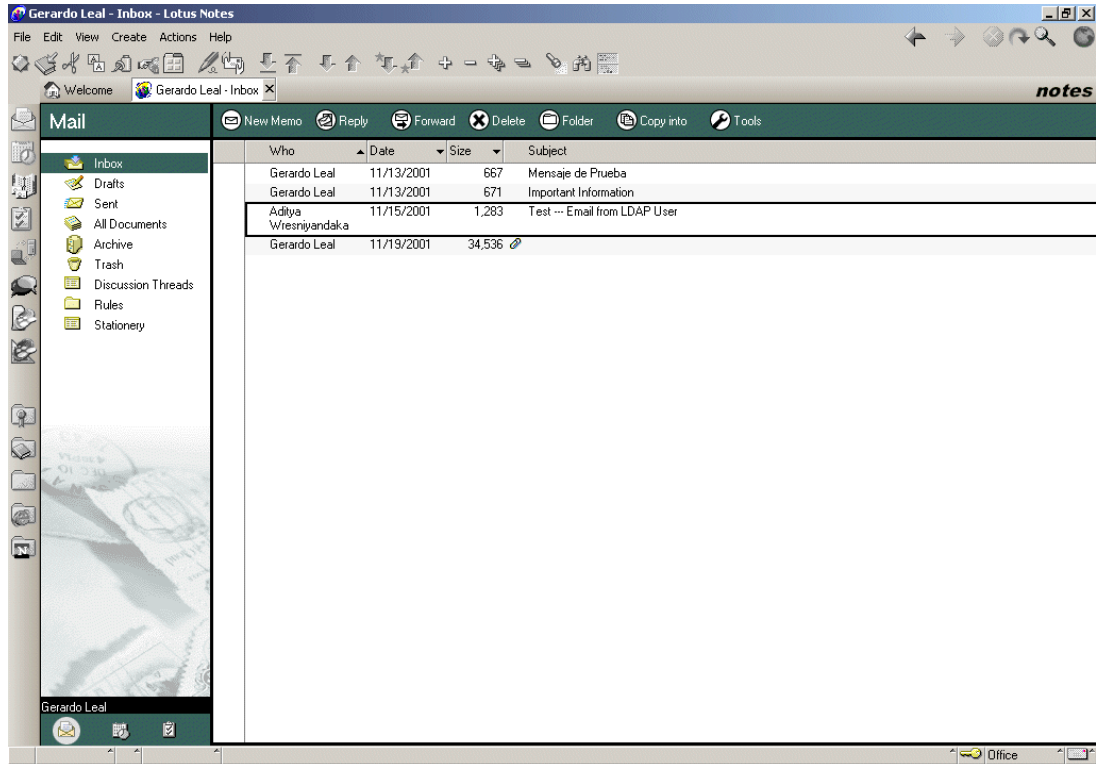 Gerardo Leal - Inbox - Lotus Notes
File Edit View Create Actions Help
Welcome Gerardo Leal - Inbox notes
Mail New Memo Reply Forward Delete Folder Copy into Tools
Who Date Size Subject
Gerardo Leal 11/13/2001 667 Mensaje de Prueba
Gerardo Leal 11/13/2001 671 Important Information
Aditya 11/15/2001 1,283 Test --- Email from LDAP User
Wresniyandaka
Gerardo Leal 11/19/2001 34,536
Inbox
Drafts
Sent
All Documents
Archive
Trash
Discussion Threads
Rules
Stationery
Gerardo Leal
Office